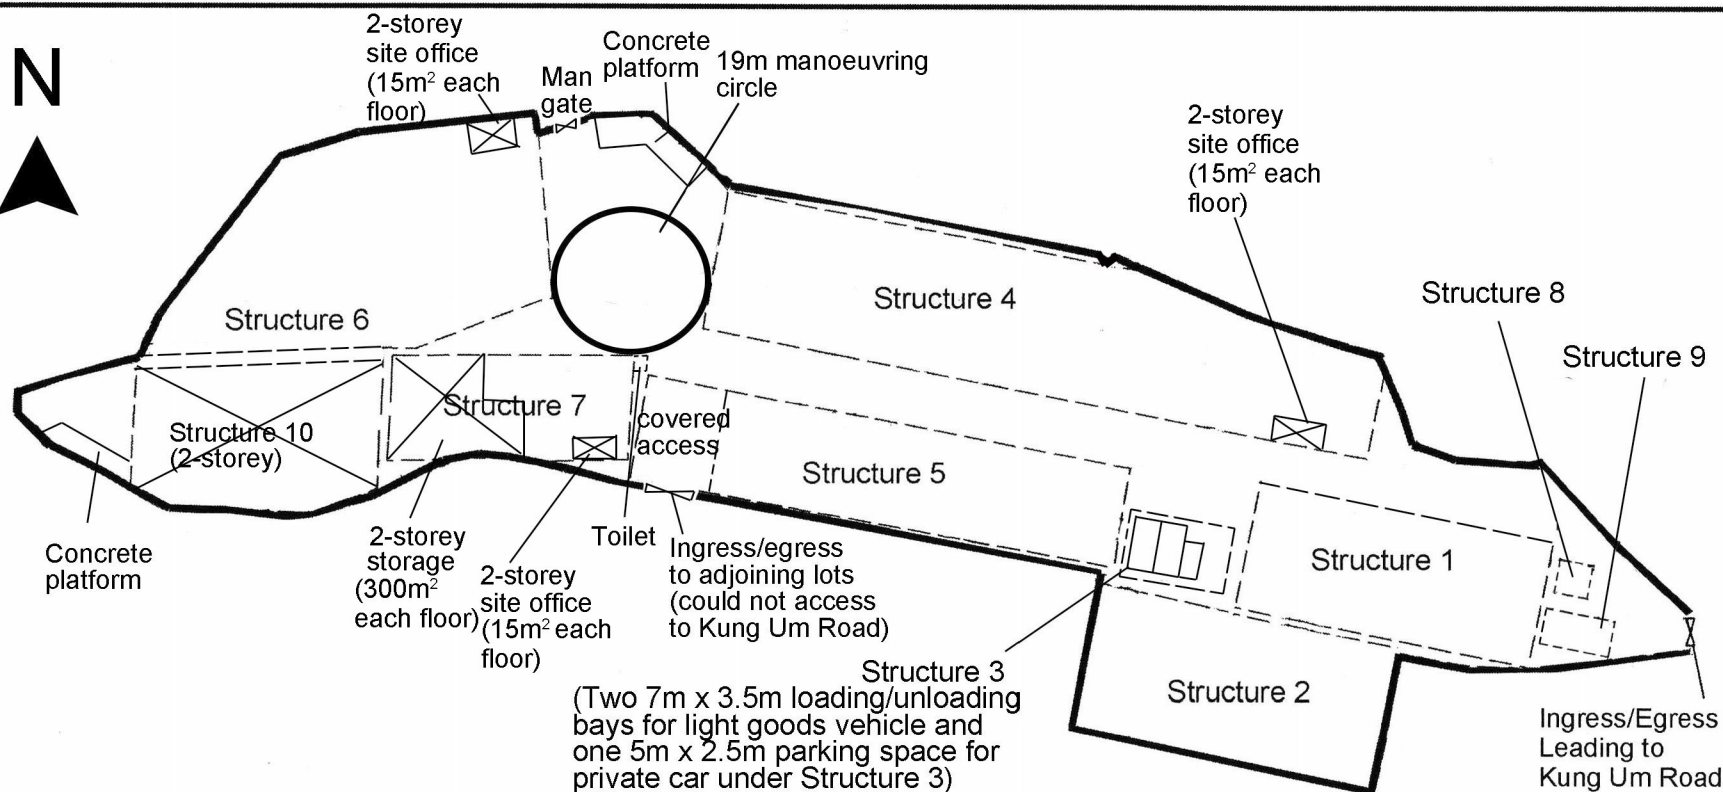 N
2-storey
site office
(15m² each
floor)
Man
gate
Concrete
platform
19m manoeuvring
circle
2-storey
site office
(15m² each
floor)
Structure 8
Structure 9
Structure 4
Structure 6
Structure 7
covered
access
Structure 10
(2-storey)
Structure 5
Structure 1
Concrete
platform
2-storey
storage
(300m²
each floor)
2-storey
site office
(15m² each
floor)
Toilet
Ingress/egress
to adjoining lots
(could not access
to Kung Um Road)
Structure 3
(Two 7m x 3.5m loading/unloading
bays for light goods vehicle and
one 5m x 2.5m parking space for
private car under Structure 3)
Structure 2
Ingress/Egress
Leading to
Kung Um Road